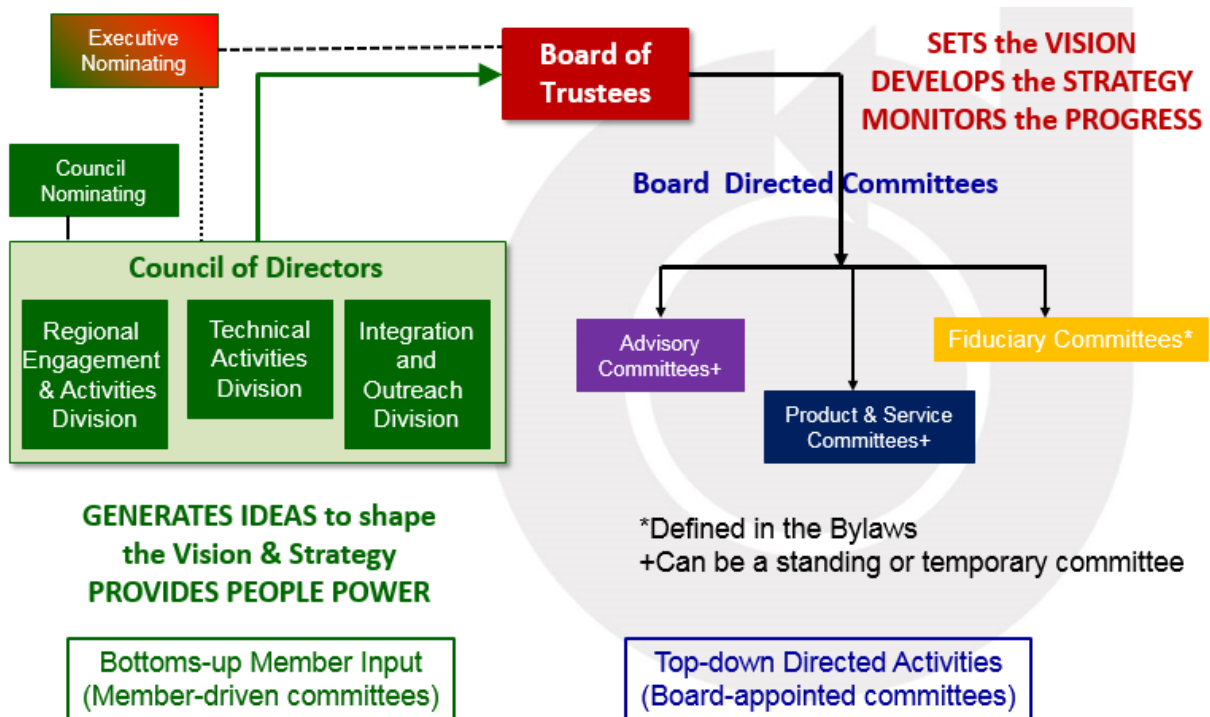 Executive
Nominating
Board of
Trustees
SETS the VISION
DEVELOPS the STRATEGY
MONITORS the PROGRESS
Council
Nominating
Board  Directed Committees
Council of Directors
Regional
Engagement
& Activities
Division
Technical
Activities
Division
Integration
and
Outreach
Division
Advisory
Committees+
Fiduciary Committees*
Product & Service
Committees+
GENERATES IDEAS to shape
the Vision & Strategy
PROVIDES PEOPLE POWER
*Defined in the Bylaws
+Can be a standing or temporary committee
Bottoms-up Member Input
(Member-driven committees)
Top-down Directed Activities
(Board-appointed committees)